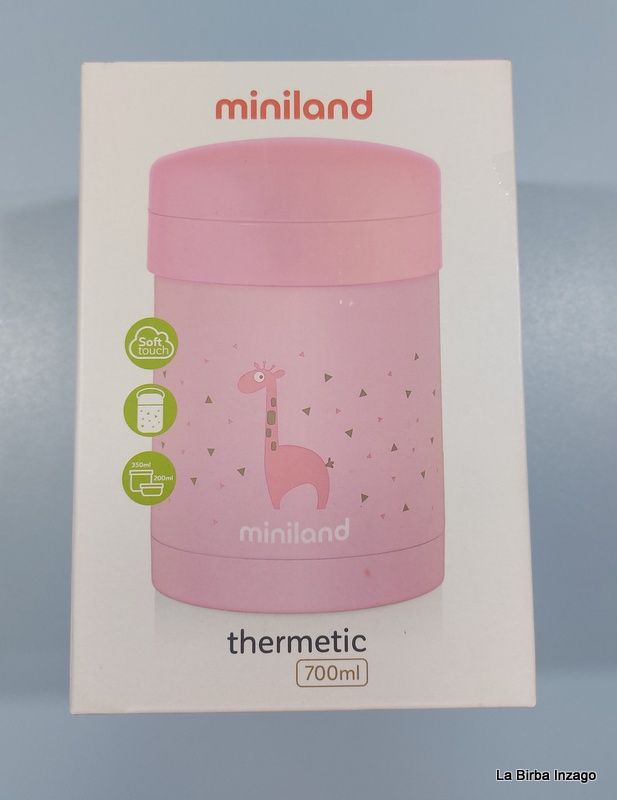 miniland
Soft
touch
350ml
200ml
miniland
thermetic
700ml
La Birba Inzago